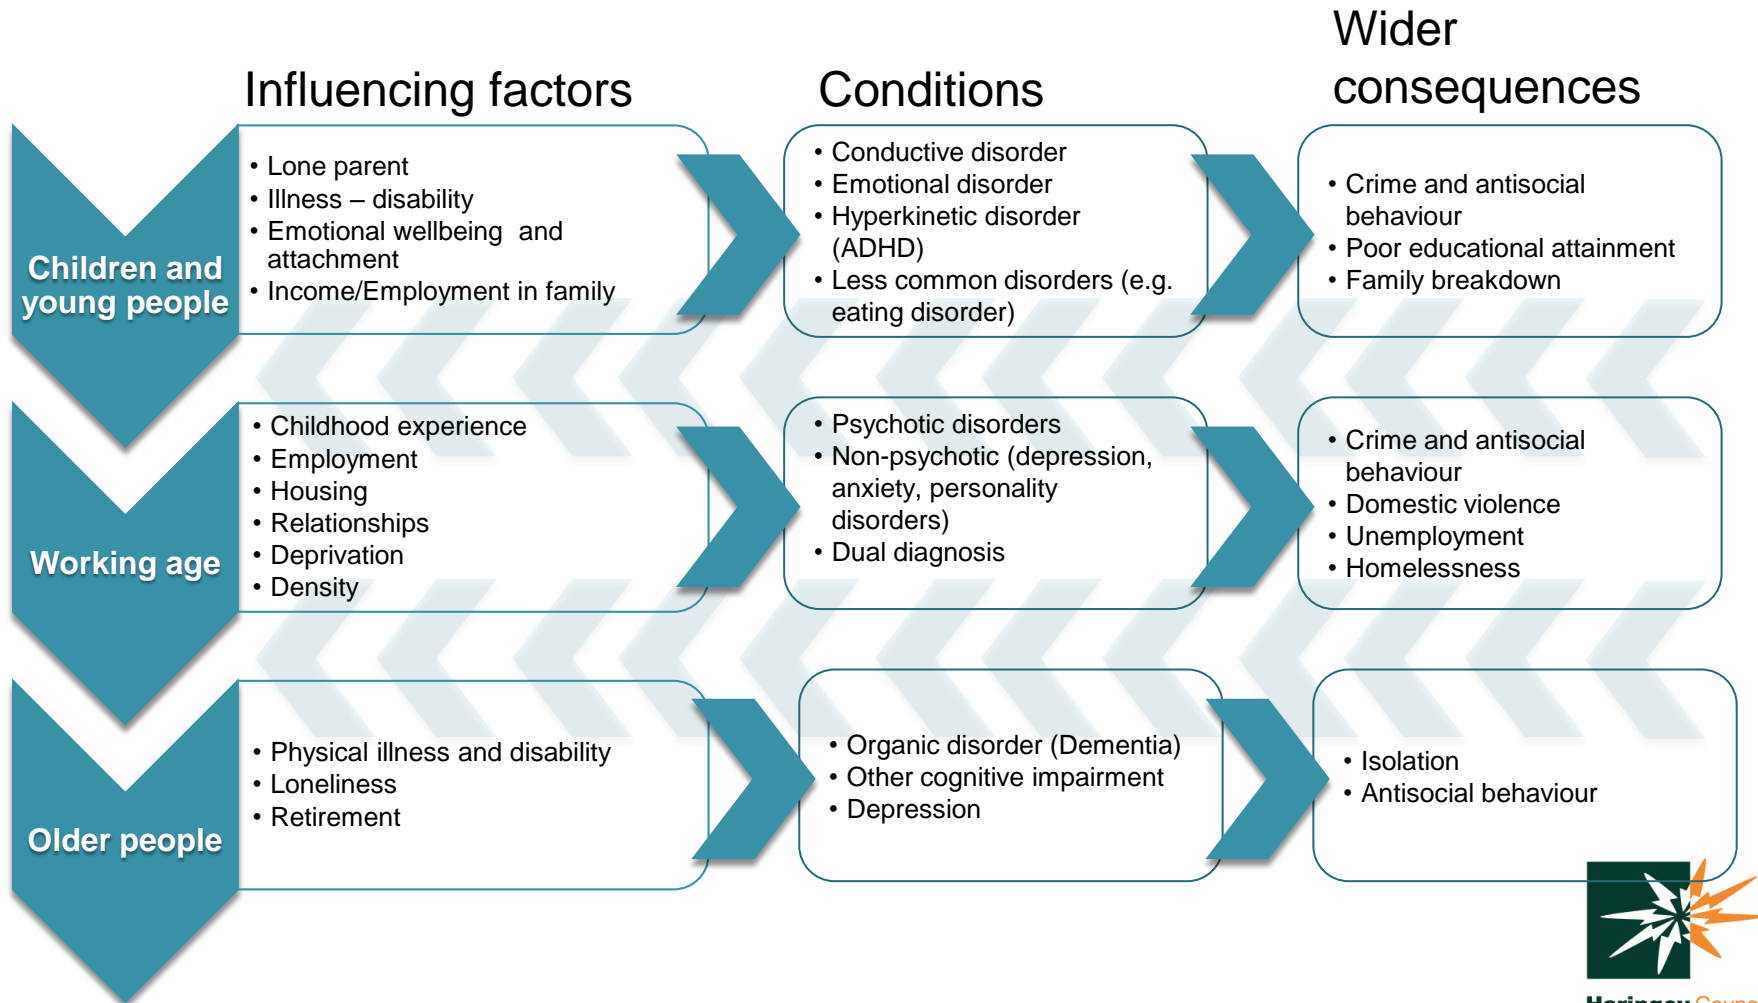 Influencing factors
Conditions
Wider
consequences
Children and
young people
• Lone parent
• Illness – disability
• Emotional wellbeing and
attachment
• Income/Employment in family
• Conductive disorder
• Emotional disorder
• Hyperkinetic disorder
(ADHD)
• Less common disorders (e.g.
eating disorder)
• Crime and antisocial
behaviour
• Poor educational attainment
• Family breakdown
Working age
• Childhood experience
• Employment
• Housing
• Relationships
• Deprivation
• Density
• Psychotic disorders
• Non-psychotic (depression,
anxiety, personality
disorders)
• Dual diagnosis
• Crime and antisocial
behaviour
• Domestic violence
• Unemployment
• Homelessness
Older people
• Physical illness and disability
• Loneliness
• Retirement
• Organic disorder (Dementia)
• Other cognitive impairment
• Depression
• Isolation
• Antisocial behaviour